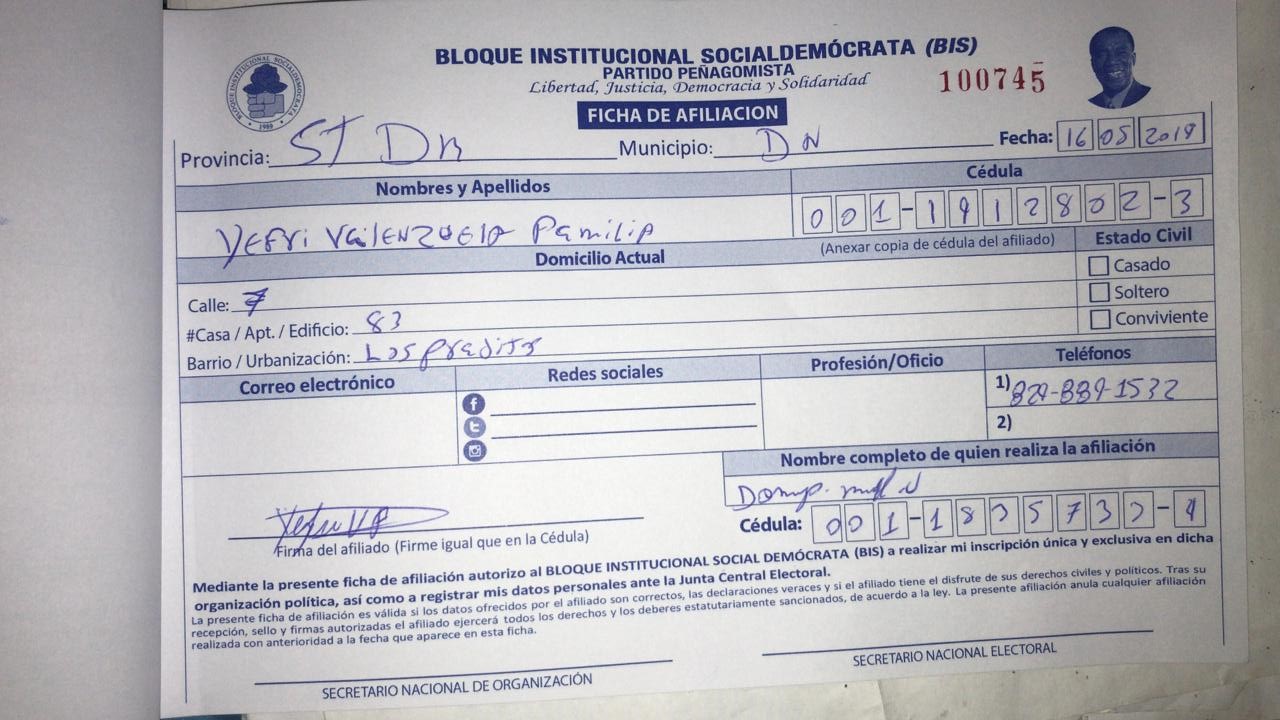 BLOQUE INSTITUCIONAL SOCIALDEMÓCRATA (BIS)
PARTIDO PEÑAGOMISTA
Libertad, Justicia, Democracia y Solidaridad
100745
BLOQUE INSTITUCIONAL SOCIALDEMOCRATA
1989
FICHA DE AFILIACION
Provincia: ST Dn Municipio: DN Fecha: 16 05 2018
Nombres y Apellidos
Cédula
Yefri ValENZUELA Familia
001-1912802-3
(Anexar copia de cédula del afiliado)
Domicilio Actual
Estado Civil
Casado
Soltero
Conviviente
Calle: 7
#Casa / Apt. / Edificio: 83
Barrio / Urbanización: Los praditos
Correo electrónico
Redes sociales
Profesión/Oficio
Teléfonos
1) 829-889-1532
2)
Nombre completo de quien realiza la afiliación
Cédula: 001-1835732-1
Firma del afiliado (Firme igual que en la Cédula)
Mediante la presente ficha de afiliación autorizo al BLOQUE INSTITUCIONAL SOCIAL DEMÓCRATA (BIS) a realizar mi inscripción única y exclusiva en dicha
organización política, así como a registrar mis datos personales ante la Junta Central Electoral.
La presente ficha de afiliación es válida si los datos ofrecidos por el afiliado son correctos, las declaraciones veraces y si el afiliado tiene el disfrute de sus derechos civiles y políticos. Tras su
recepción, sello y firmas autorizadas el afiliado ejercerá todos los derechos y los deberes estatutariamente sancionados, de acuerdo a la ley. La presente afiliación anula cualquier afiliación
realizada con anterioridad a la fecha que aparece en esta ficha.
SECRETARIO NACIONAL DE ORGANIZACIÓN
SECRETARIO NACIONAL ELECTORAL